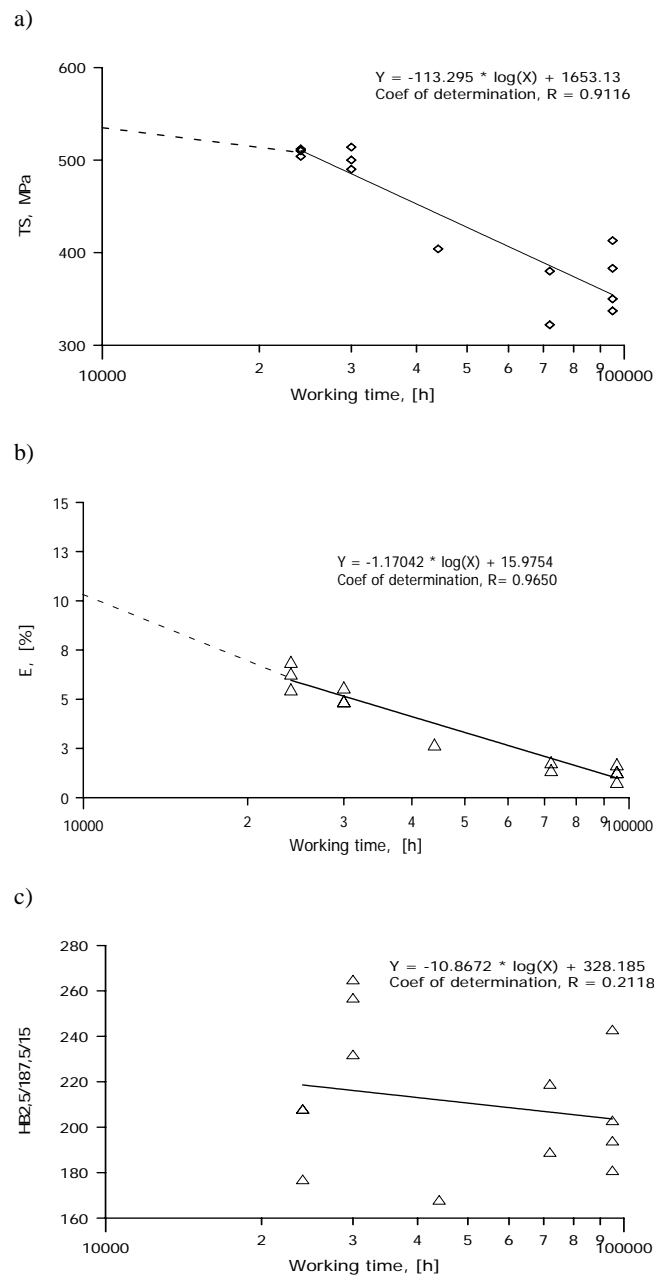 a)
Y = -113.295 * log(X) + 1653.13
Coef of determination, R = 0.9116
TS, MPa
600
500
400
300
10000 2 3 4 5 6 7 8 9 100000
Working time, [h]
b)
Y = -1.17042 * log(X) + 15.9754
Coef of determination, R= 0.9650
E, [%]
15
13
10
8
5
3
0
10000 2 3 4 5 6 7 8 9 100000
Working time, [h]
c)
Y = -10.8672 * log(X) + 328.185
Coef of determination, R = 0.2118
HB2,5/187,5/15
280
260
240
220
200
180
160
10000 2 3 4 5 6 7 8 9 100000
Working time, [h]